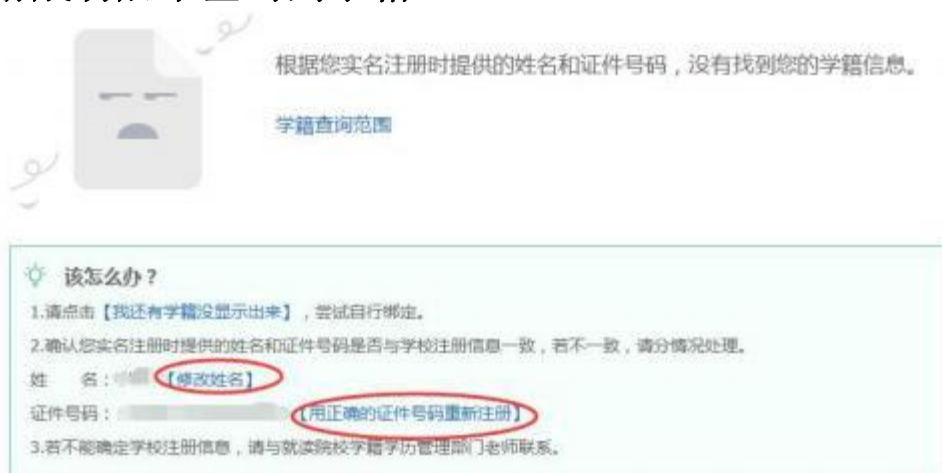 根据您实名注册时提供的姓名和证件号码，没有找到您的学籍信息。
学籍查询范围
该怎么办？
1.请点击【我还有学籍没显示出来】，尝试自行绑定。
2.确认您实名注册时提供的姓名和证件号码是否与学校注册信息一致，若不一致，请分情况处理。
姓 名：【修改姓名】
证件号码：【用正确的证件号码重新注册】
3.若不能确定学校注册信息，请与就读院校学籍学历管理部门老师联系。